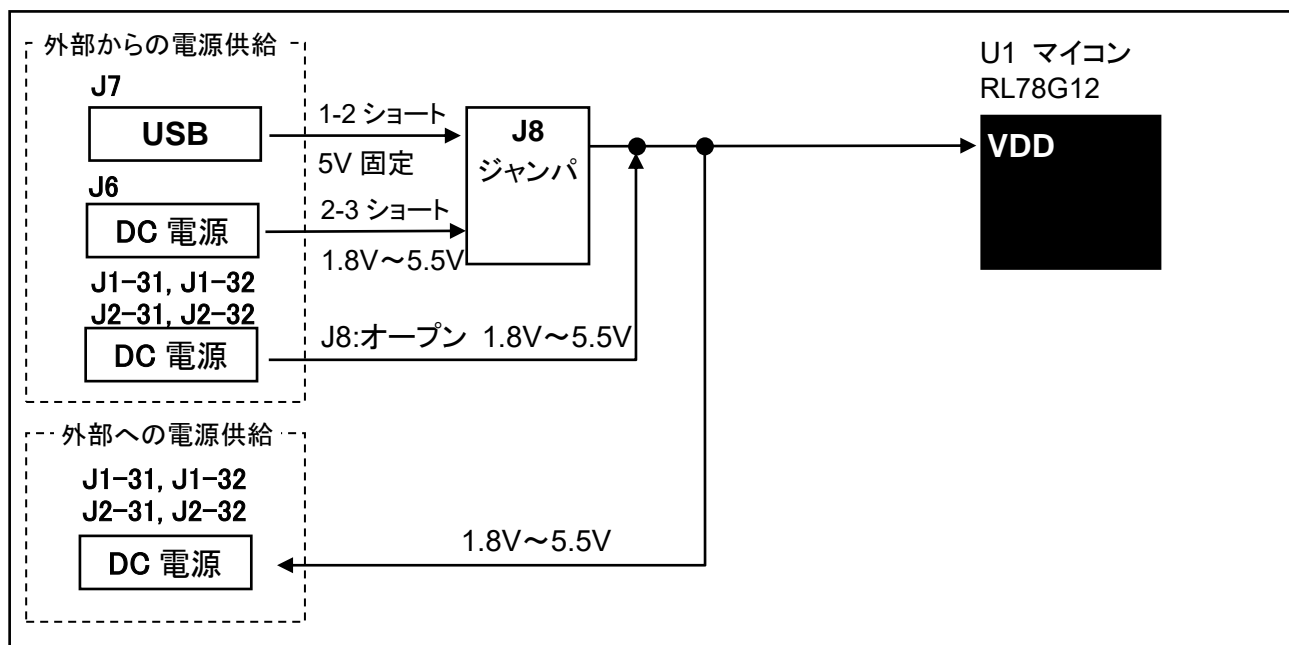 外部からの電源供給
J7
USB
1-2 ショート
5V 固定
J6
DC 電源
2-3 ショート
1.8V～5.5V
J8
ジャンパ
J1-31, J1-32
J2-31, J2-32
DC 電源
J8:オープン 1.8V～5.5V
U1 マイコン
RL78G12
VDD
外部への電源供給
J1-31, J1-32
J2-31, J2-32
DC 電源
1.8V～5.5V